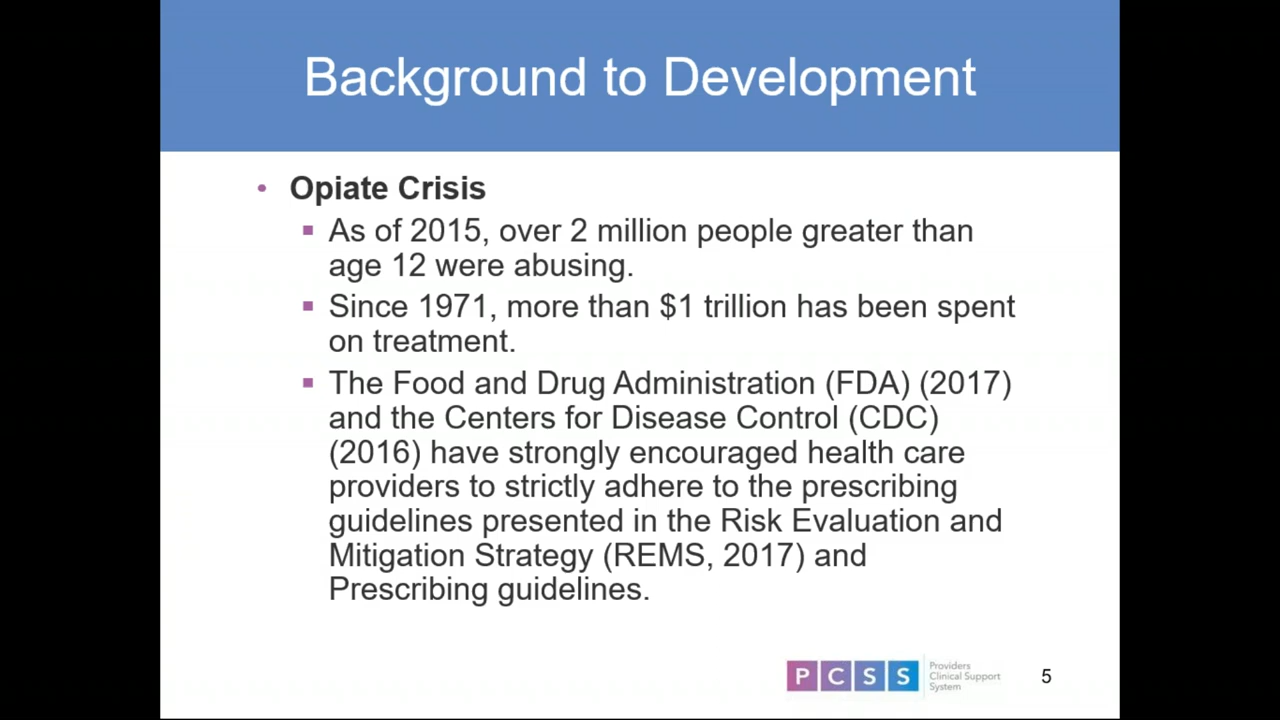 Background to Development
• Opiate Crisis
▪ As of 2015, over 2 million people greater than
age 12 were abusing.
▪ Since 1971, more than $1 trillion has been spent
on treatment.
▪ The Food and Drug Administration (FDA) (2017)
and the Centers for Disease Control (CDC)
(2016) have strongly encouraged health care
providers to strictly adhere to the prescribing
guidelines presented in the Risk Evaluation and
Mitigation Strategy (REMS, 2017) and
Prescribing guidelines.
PCSS
Providers
Clinical Support
System
5